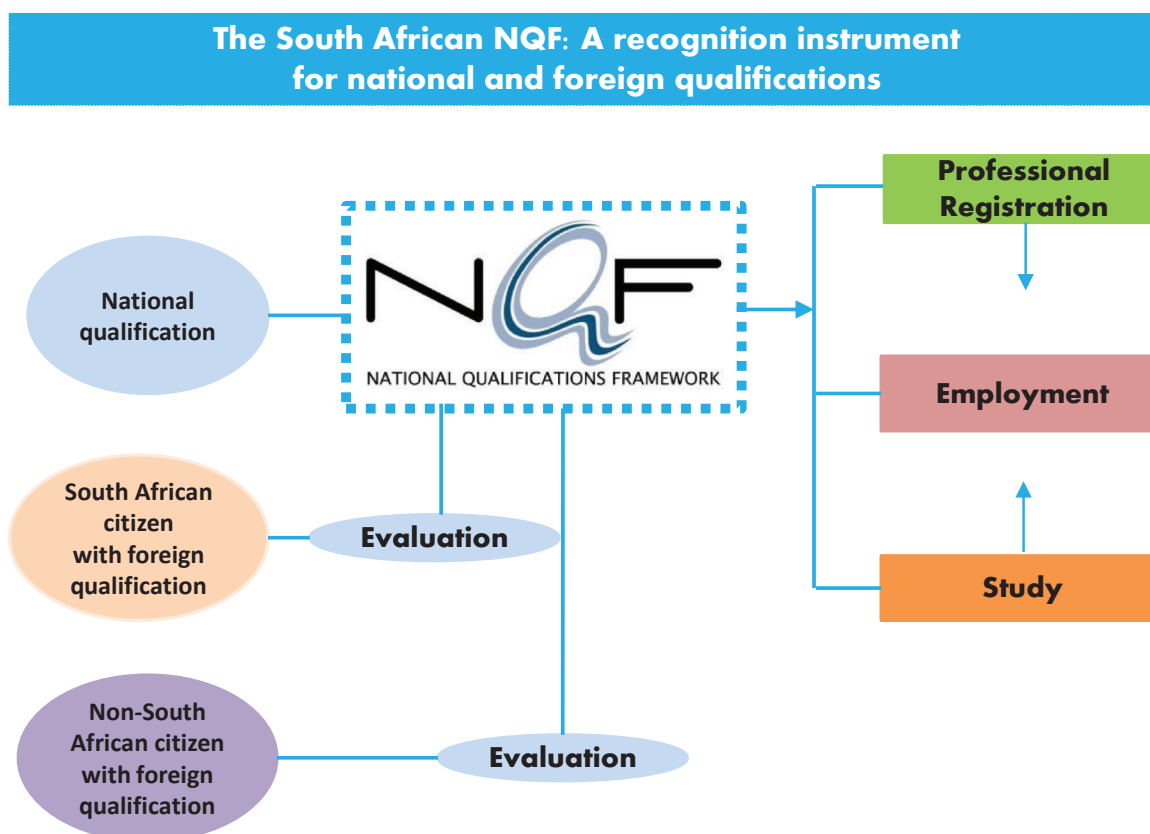 The South African NQF: A recognition instrument
for national and foreign qualifications
National
qualification
NQF
NATIONAL QUALIFICATIONS FRAMEWORK
Professional
Registration
Employment
South African
citizen
with foreign
qualification
Evaluation
Study
Non-South
African citizen
with foreign
qualification
Evaluation